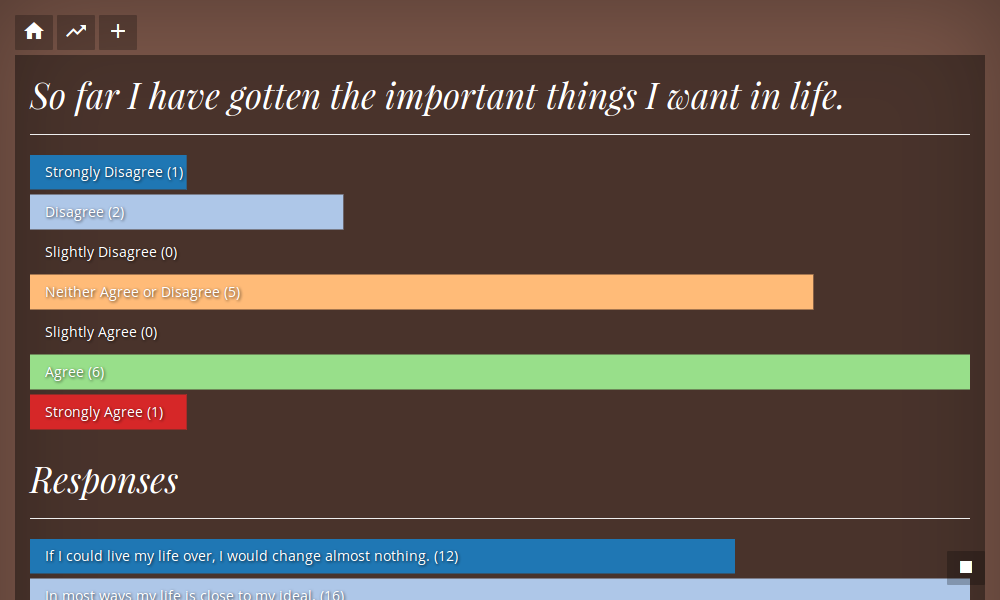 So far I have gotten the important things I want in life.
Strongly Disagree (1)
Disagree (2)
Slightly Disagree (0)
Neither Agree or Disagree (5)
Slightly Agree (0)
Agree (6)
Strongly Agree (1)
Responses
If I could live my life over, I would change almost nothing. (12)
In most ways my life is close to my ideal. (16)